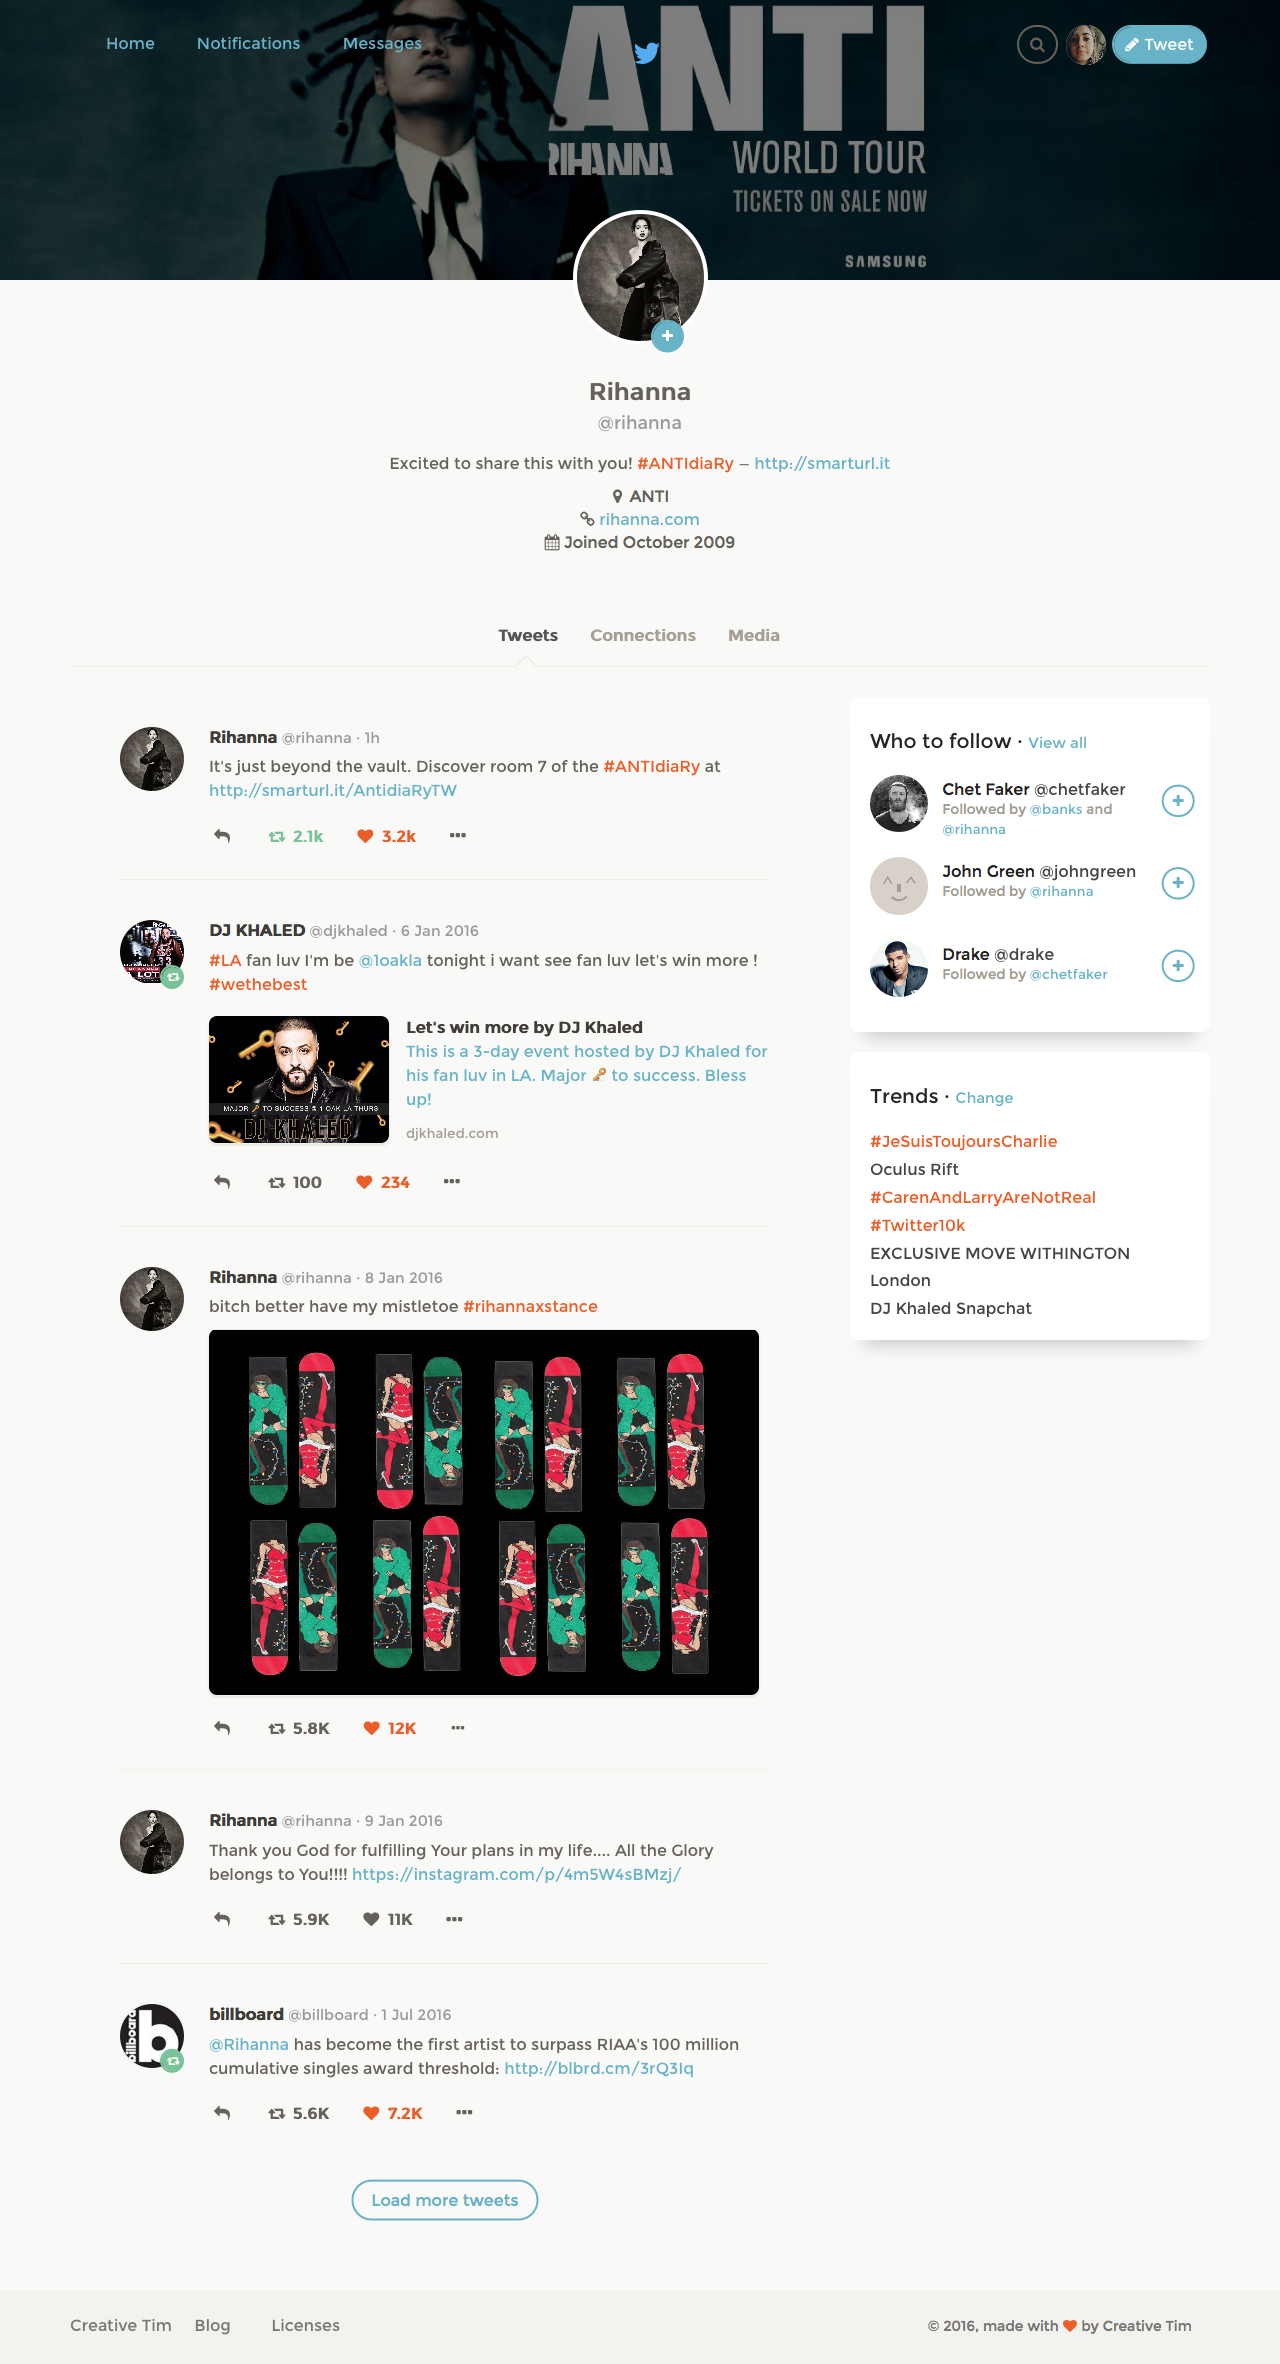 Home Notifications Messages
Tweet
ANTI
RIHANNA
WORLD TOUR
TICKETS ON SALE NOW
SAMSUNG
Rihanna
@rihanna
Excited to share this with you! #ANTIdiaRy – http://smarturl.it
ANTI
rihanna.com
Joined October 2009
Tweets Connections Media
Rihanna @rihanna · 1h
It's just beyond the vault. Discover room 7 of the #ANTIdiaRy at
http://smarturl.it/AntidiaRyTW
2.1k 3.2k
DJ KHALED @djkhaled · 6 Jan 2016
#LA fan luv I'm be @1oakla tonight i want see fan luv let's win more !
#wethebest
MAJOR TO SUCCESS @ 1 OAK LA THURS
DJ KHALED
Let's win more by DJ Khaled
This is a 3-day event hosted by DJ Khaled for
his fan luv in LA. Major 🔑 to success. Bless
up!
djkhaled.com
100 234
Rihanna @rihanna · 8 Jan 2016
bitch better have my mistletoe #rihannaxstance
5.8K 12K
Rihanna @rihanna · 9 Jan 2016
Thank you God for fulfilling Your plans in my life.... All the Glory
belongs to You!!!! https://instagram.com/p/4m5W4sBMzj/
5.9K 11K
billboard
b
billboard @billboard · 1 Jul 2016
@Rihanna has become the first artist to surpass RIAA's 100 million
cumulative singles award threshold: http://blbrd.cm/3rQ3Iq
5.6K 7.2K
Load more tweets
Who to follow · View all
Chet Faker @chetfaker
Followed by @banks and
@rihanna
John Green @johngreen
Followed by @rihanna
Drake @drake
Followed by @chetfaker
Trends · Change
#JeSuisToujoursCharlie
Oculus Rift
#CarenAndLarryAreNotReal
#Twitter10k
EXCLUSIVE MOVE WITHINGTON
London
DJ Khaled Snapchat
Creative Tim Blog Licenses
© 2016, made with ♥ by Creative Tim